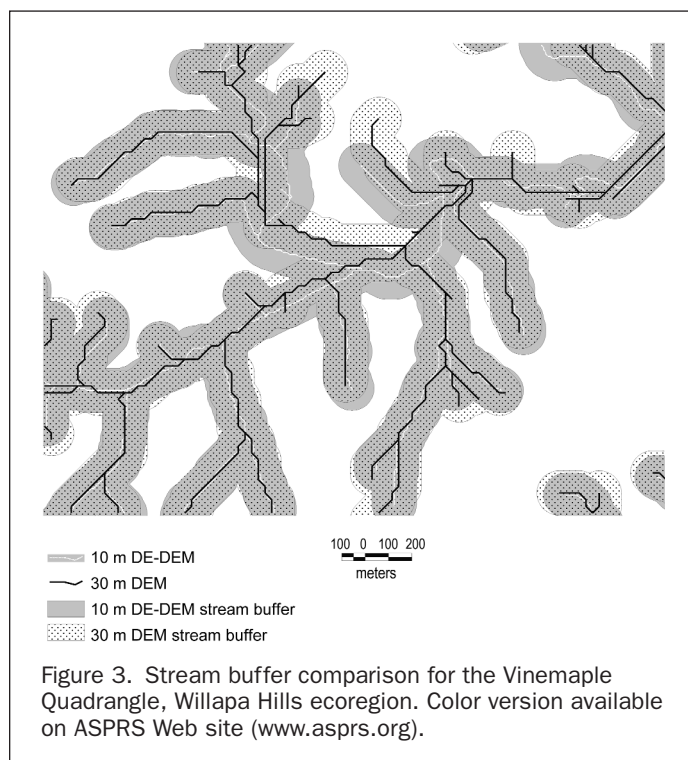 10 m DE-DEM
30 m DEM
10 m DE-DEM stream buffer
30 m DEM stream buffer
100 0 100 200
meters
Figure 3. Stream buffer comparison for the Vinemaple
Quadrangle, Willapa Hills ecoregion. Color version available
on ASPRS Web site (www.asprs.org).